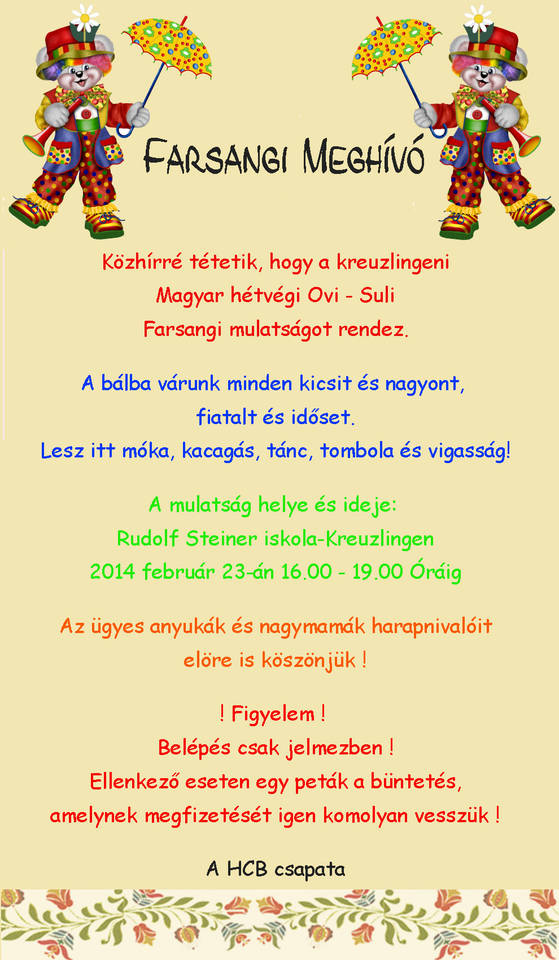 Farsangi Meghívó
Közhírré tétetik, hogy a kreuzlingeni
Magyar hétvégi Ovi - Suli
Farsangi mulatságot rendez.
A bálba várunk minden kicsit és nagyont,
fiatalt és időset.
Lesz itt móka, kacagás, tánc, tombola és vigasság!
A mulatság helye és ideje:
Rudolf Steiner iskola-Kreuzlingen
2014 február 23-án 16.00 - 19.00 Óráig
Az ügyes anyukák és nagymamák harapnivalóit
elöre is köszönjük !
! Figyelem !
Belépés csak jelmezben !
Ellenkező eseten egy peták a büntetés,
amelynek megfizetését igen komolyan vesszük !
A HCB csapata